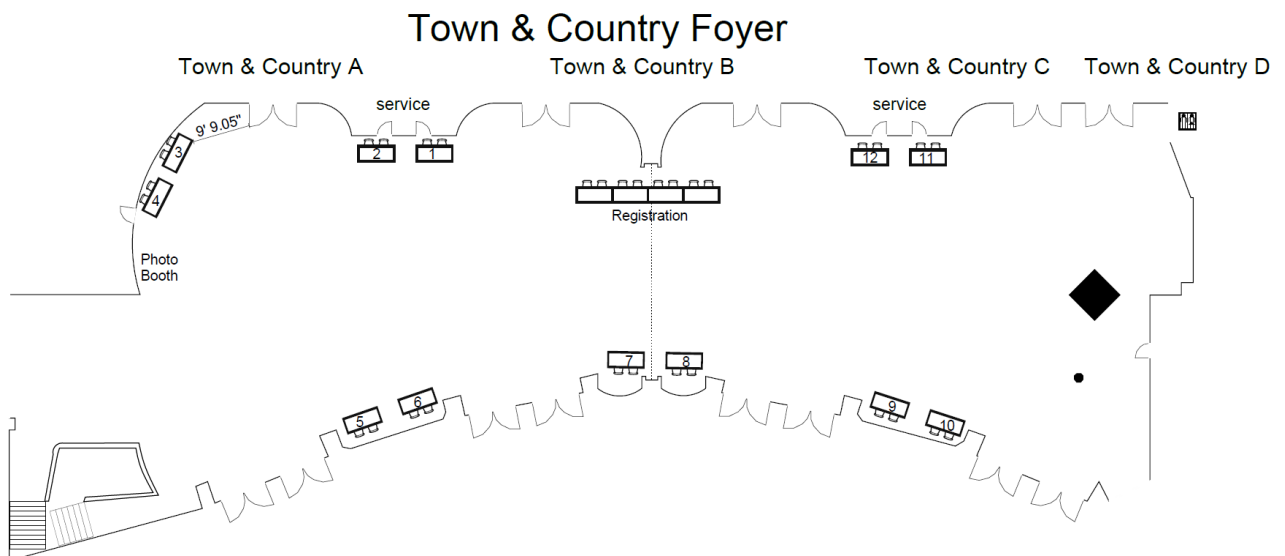 Town & Country Foyer
Town & Country A
Town & Country B
Town & Country C
Town & Country D
service
service
9' 9.05"
3
2
1
12
11
4
Registration
Photo
Booth
7
8
6
5
9
10